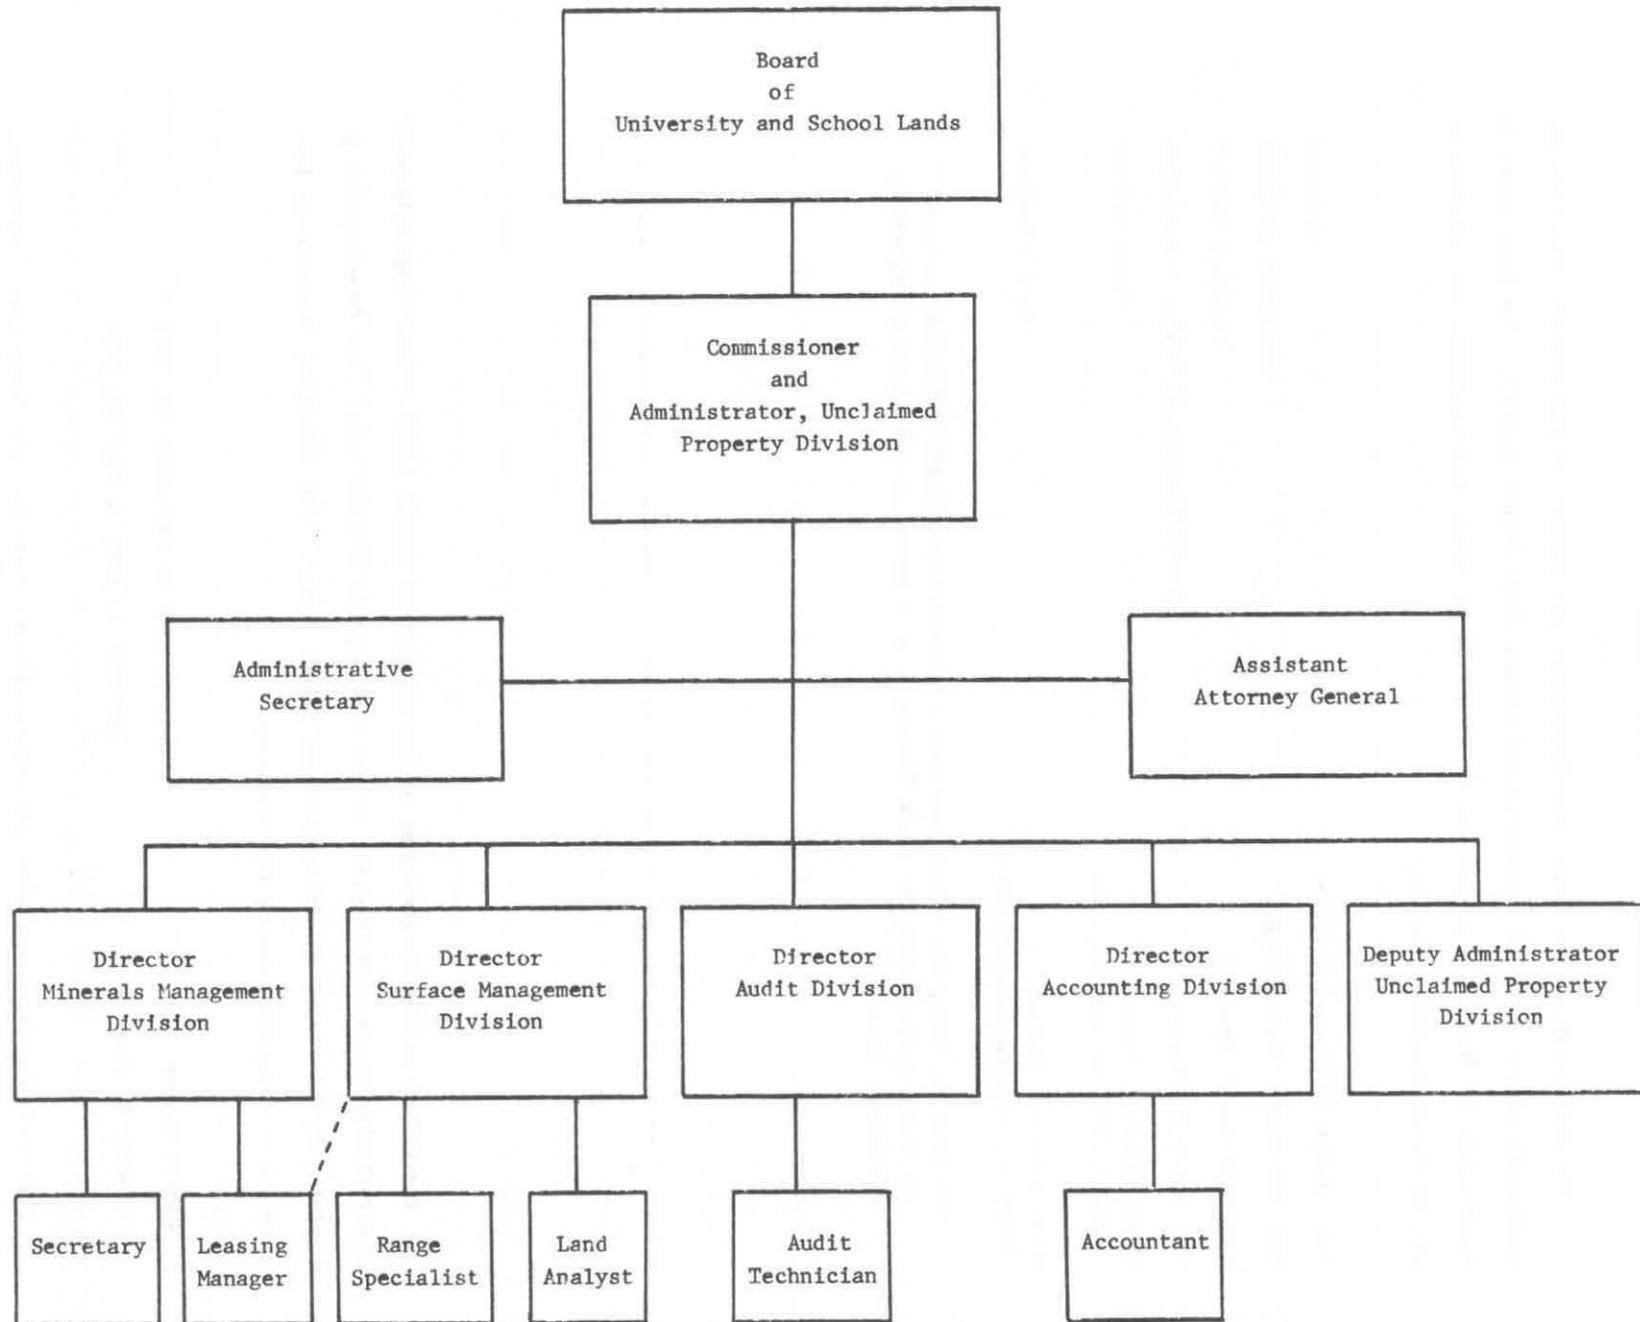 Board
of
University and School Lands
Commissioner
and
Administrator, Unclaimed
Property Division
Administrative
Secretary
Assistant
Attorney General
Director
Minerals Management
Division
Director
Surface Management
Division
Director
Audit Division
Director
Accounting Division
Deputy Administrator
Unclaimed Property
Division
Secretary
Leasing
Manager
Range
Specialist
Land
Analyst
Audit
Technician
Accountant